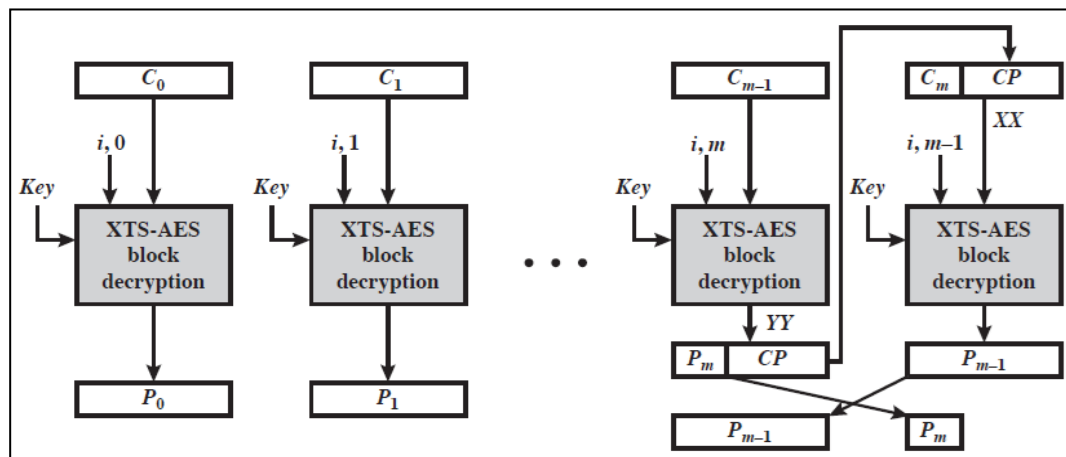 C0 C1 Cm–1 Cm CP
XX
i, 0 i, 1 i, m i, m–1
Key Key Key Key
XTS-AES XTS-AES XTS-AES XTS-AES
block block block block
decryption decryption • • • decryption decryption
YY
Pm CP Pm–1
P0 P1
Pm–1 Pm